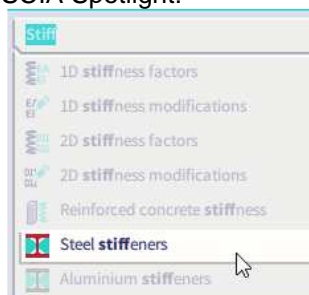 SCIA Spotlight:
Stiff
1D stiffness factors
1D stiffness modifications
2D stiffness factors
2D stiffness modifications
Reinforced concrete stiffness
Steel stiffeners
Aluminium stiffeners